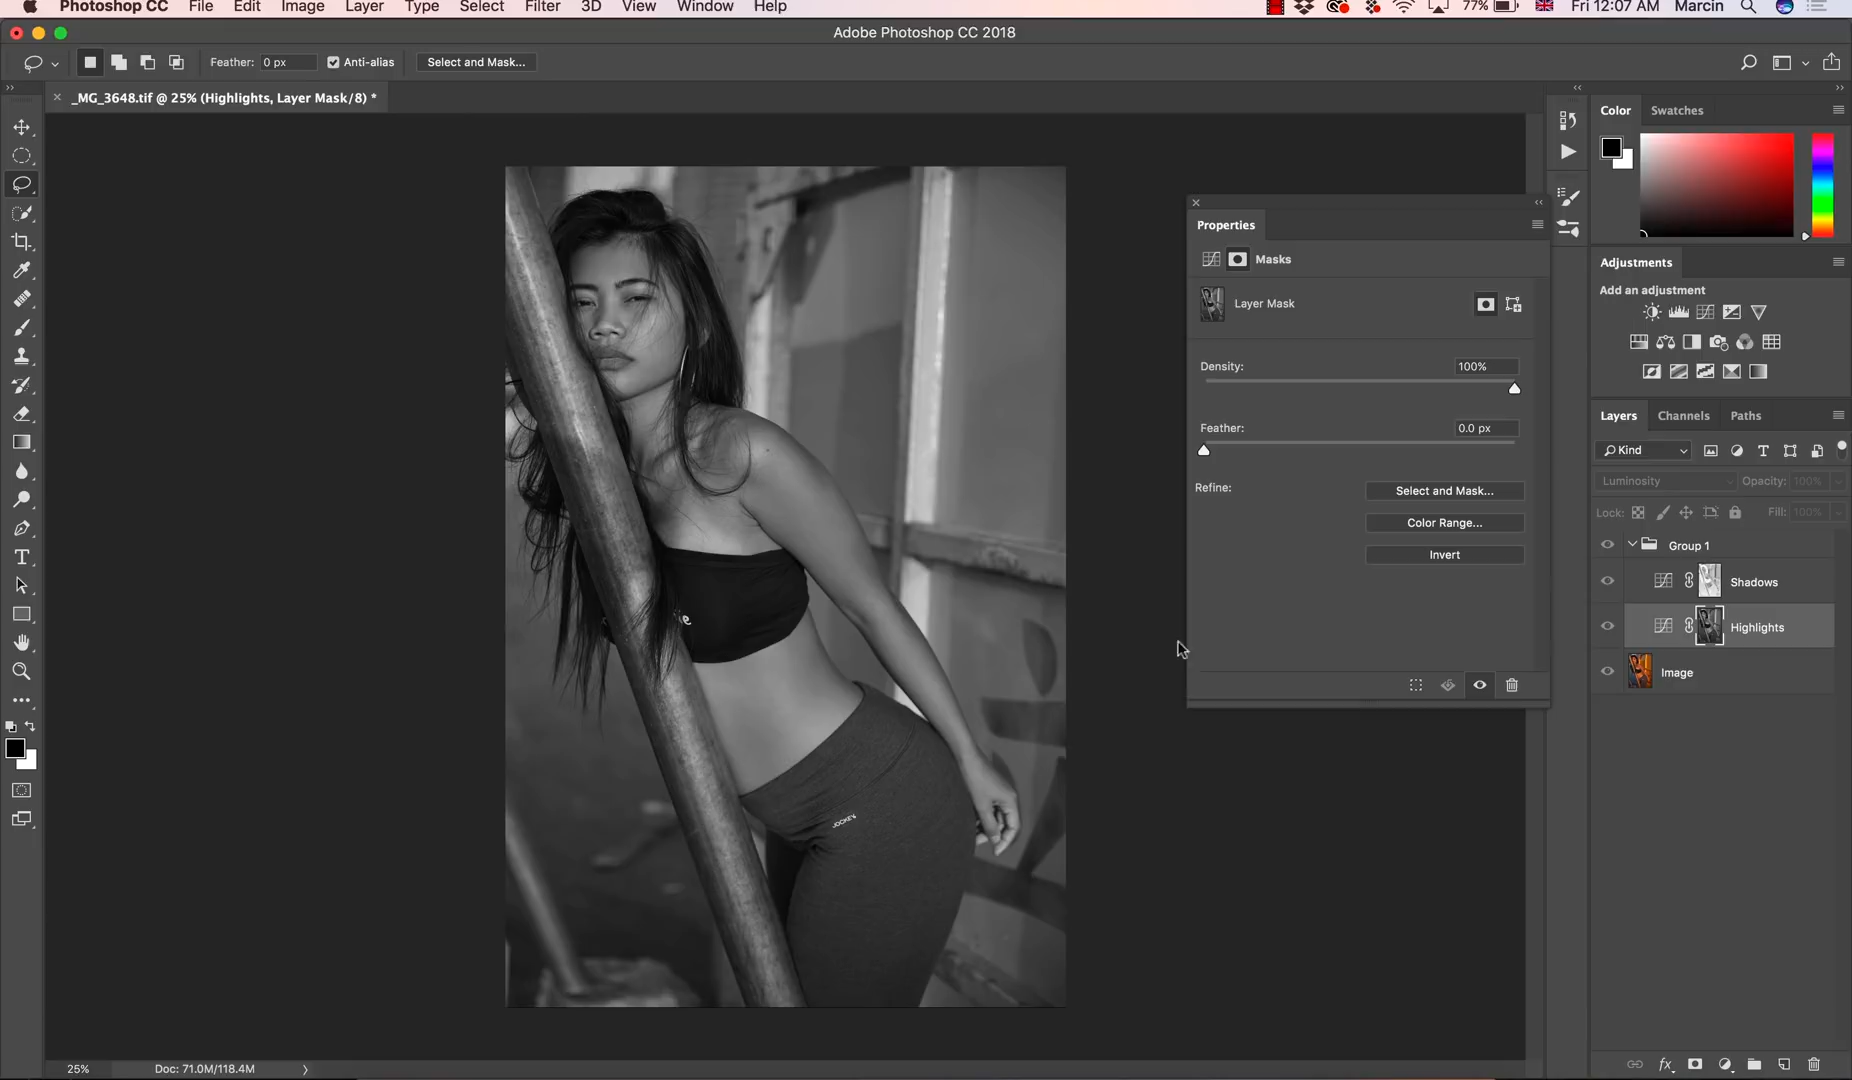 Photoshop CC File Edit Image Layer Type Select Filter 3D View Window Help 77% Fri 12:07 AM Marcin
Adobe Photoshop CC 2018
Feather: 0 px Anti-alias Select and Mask...
_MG_3648.tif @ 25% (Highlights, Layer Mask/8) *
Color Swatches
Properties
Masks
Layer Mask
Density: 100%
Feather: 0.0 px
Refine: Select and Mask...
Color Range...
Invert
Adjustments
Add an adjustment
Layers Channels Paths
Kind
Luminosity Opacity: 100%
Lock: Fill: 100%
Group 1
Shadows
Highlights
Image
JOCKEY
25% Doc: 71.0M/118.4M